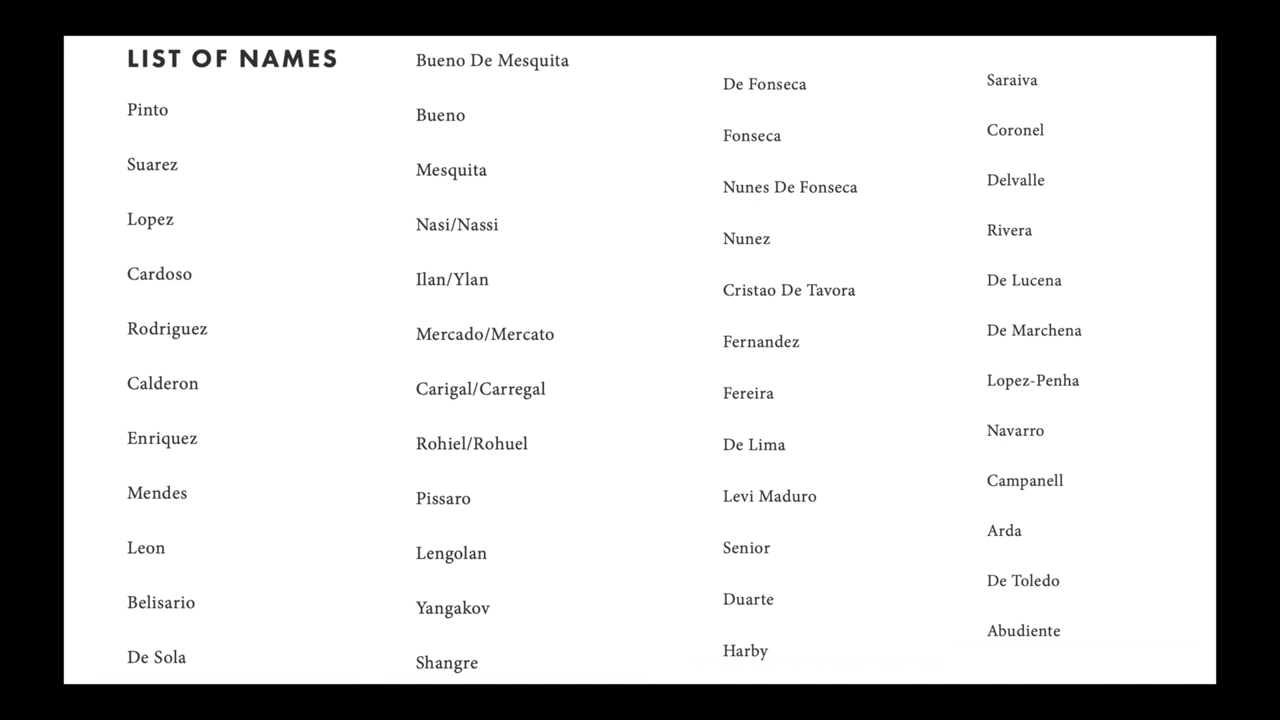 LIST OF NAMES
Pinto
Suarez
Lopez
Cardoso
Rodriguez
Calderon
Enriquez
Mendes
Leon
Belisario
De Sola
Bueno De Mesquita
Bueno
Mesquita
Nasi/Nassi
Ilan/Ylan
Mercado/Mercato
Carigal/Carregal
Rohiel/Rohuel
Pissaro
Lengolan
Yangakov
Shangre
De Fonseca
Fonseca
Nunes De Fonseca
Nunez
Cristao De Tavora
Fernandez
Fereira
De Lima
Levi Maduro
Senior
Duarte
Harby
Saraiva
Coronel
Delvalle
Rivera
De Lucena
De Marchena
Lopez-Penha
Navarro
Campanell
Arda
De Toledo
Abudiente